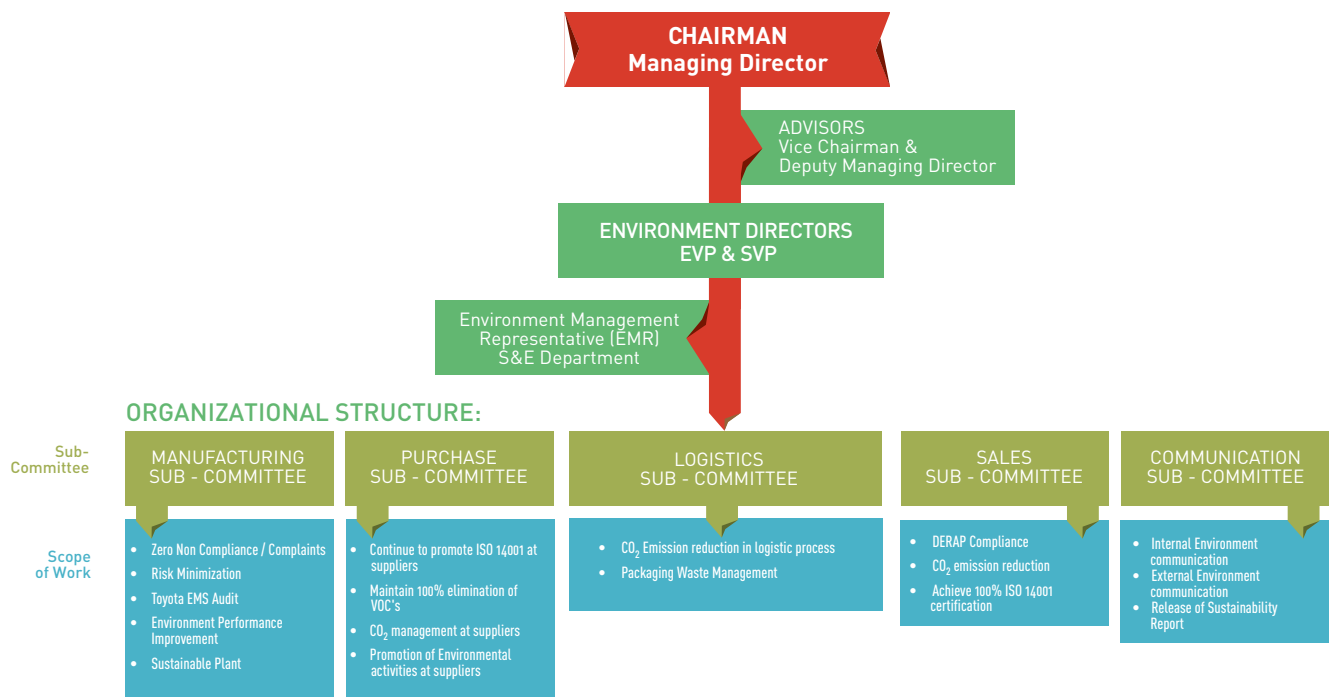 CHAIRMAN
Managing Director
ADVISORS
Vice Chairman &
Deputy Managing Director
ENVIRONMENT DIRECTORS
EVP & SVP
Environment Management
Representative (EMR)
S&E Department
ORGANIZATIONAL STRUCTURE:
Sub-
Committee
MANUFACTURING
SUB - COMMITTEE
PURCHASE
SUB - COMMITTEE
LOGISTICS
SUB - COMMITTEE
SALES
SUB - COMMITTEE
COMMUNICATION
SUB - COMMITTEE
Scope
of Work
• Zero Non Compliance / Complaints
• Risk Minimization
• Toyota EMS Audit
• Environment Performance
Improvement
• Sustainable Plant
• Continue to promote ISO 14001 at
suppliers
• Maintain 100% elimination of
VOC's
• CO₂ management at suppliers
• Promotion of Environmental
activities at suppliers
• CO₂ Emission reduction in logistic process
• Packaging Waste Management
• DERAP Compliance
• CO₂ emission reduction
• Achieve 100% ISO 14001
certification
• Internal Environment
communication
• External Environment
communication
• Release of Sustainability
Report